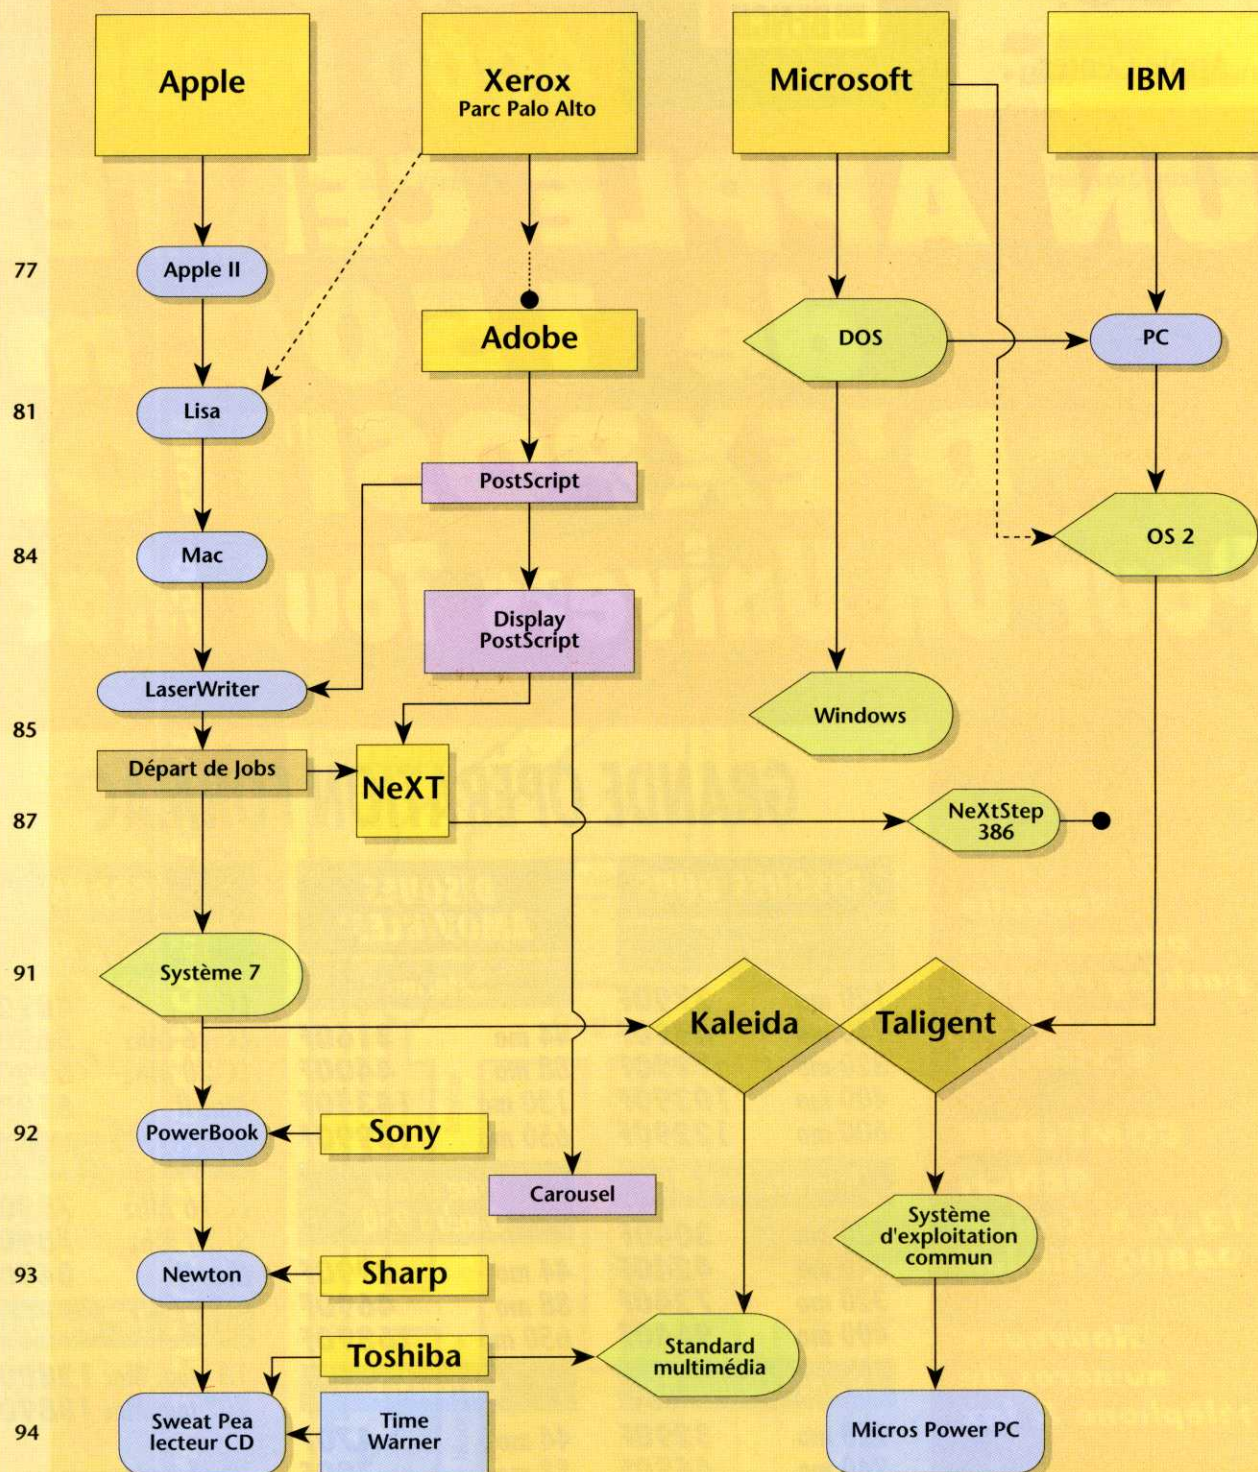 Apple
Xerox
Parc Palo Alto
Microsoft
IBM
77
Apple II
Adobe
DOS
PC
81
Lisa
PostScript
84
Mac
OS 2
Display
PostScript
LaserWriter
Windows
85
Départ de Jobs
NeXT
87
NeXtStep
386
91
Système 7
Kaleida
Taligent
92
PowerBook
Sony
Carousel
Système
d'exploitation
commun
93
Newton
Sharp
Toshiba
Standard
multimédia
94
Sweat Pea
lecteur CD
Time
Warner
Micros Power PC